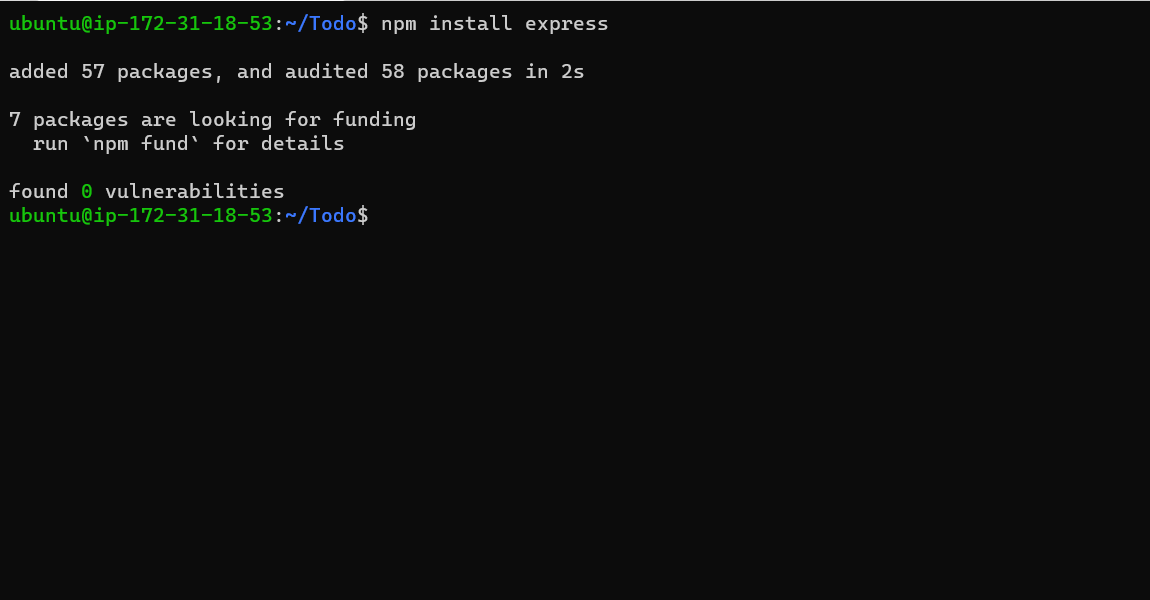 ubuntu@ip-172-31-18-53:~/Todo$ npm install express
added 57 packages, and audited 58 packages in 2s
7 packages are looking for funding
run `npm fund` for details
found 0 vulnerabilities
ubuntu@ip-172-31-18-53:~/Todo$